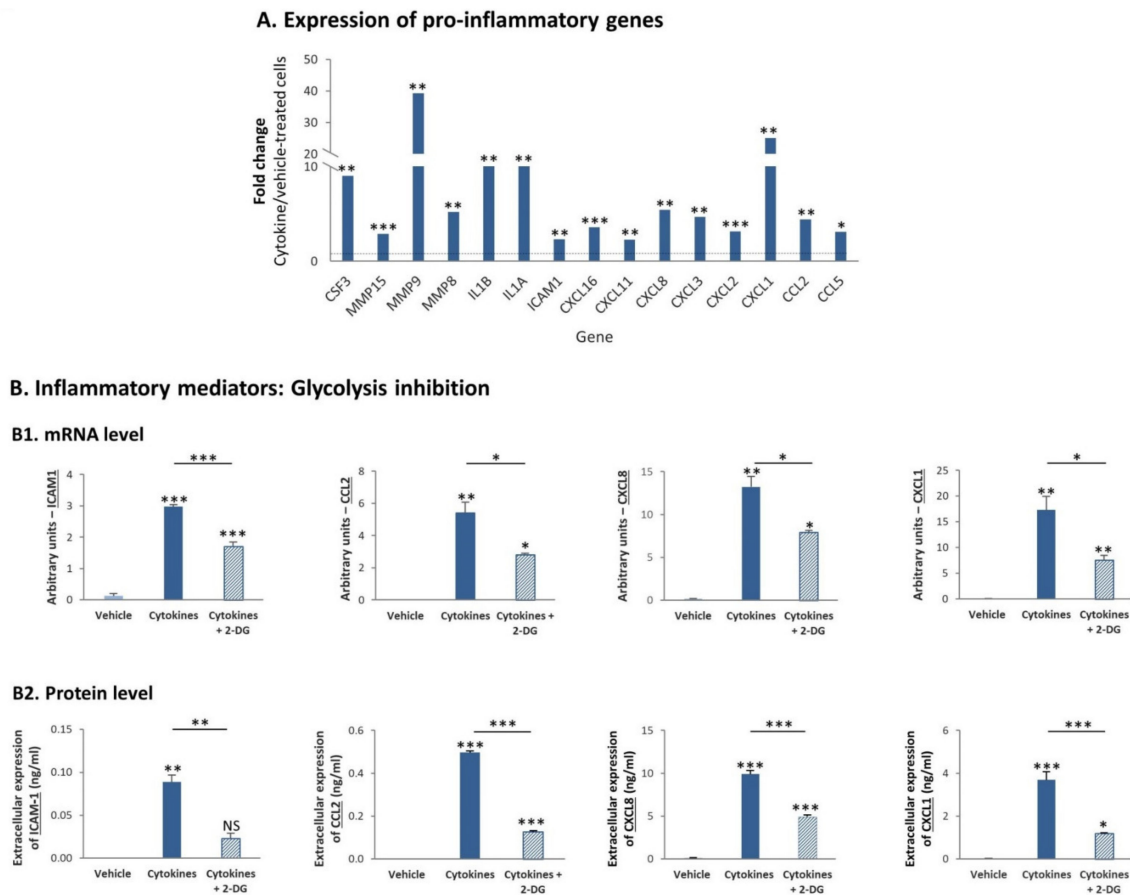 A. Expression of pro-inflammatory genes
Fold change
Cytokine/vehicle-treated cells
50
40
30
20
10
0
** *** ** ** ** ** ** *** ** ** ** *** ** ** *
CSF3 MMP15 MMP9 MMP8 IL1B IL1A ICAM1 CXCL16 CXCL11 CXCL8 CXCL3 CXCL2 CXCL1 CCL2 CCL5
Gene
B. Inflammatory mediators: Glycolysis inhibition
B1. mRNA level
Arbitrary units – ICAM1
4
3
2
1
0
***
***
***
Vehicle Cytokines Cytokines
+ 2-DG
Arbitrary units – CCL2
8
6
4
2
0
*
**
*
Vehicle Cytokines Cytokines +
2-DG
Arbitrary units – CXCL8
15
10
5
0
*
**
*
Vehicle Cytokines Cytokines
+ 2-DG
Arbitrary units – CXCL1
25
20
15
10
5
0
*
**
**
Vehicle Cytokines Cytokines
+ 2-DG
B2. Protein level
Extracellular expression
of ICAM-1 (ng/ml)
0.15
0.10
0.05
0.00
**
**
NS
Vehicle Cytokines Cytokines
+ 2-DG
Extracellular expression
of CCL2 (ng/ml)
0.6
0.4
0.2
0.0
***
***
***
Vehicle Cytokines Cytokines +
2-DG
Extracellular expression
of CXCL8 (ng/ml)
15
10
5
0
***
***
***
Vehicle Cytokines Cytokines
+ 2-DG
Extracellular expression
of CXCL1 (ng/ml)
6
4
2
0
***
***
*
Vehicle Cytokines Cytokines
+ 2-DG